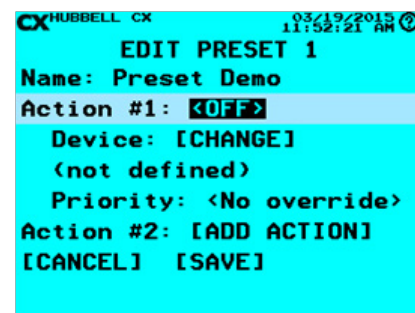 CX HUBBELL CX 03/19/2015
11:52:21 AM ?
EDIT PRESET 1
Name: Preset Demo
Action #1: <OFF>
Device: [CHANGE]
(not defined)
Priority: <No override>
Action #2: [ADD ACTION]
[CANCEL] [SAVE]